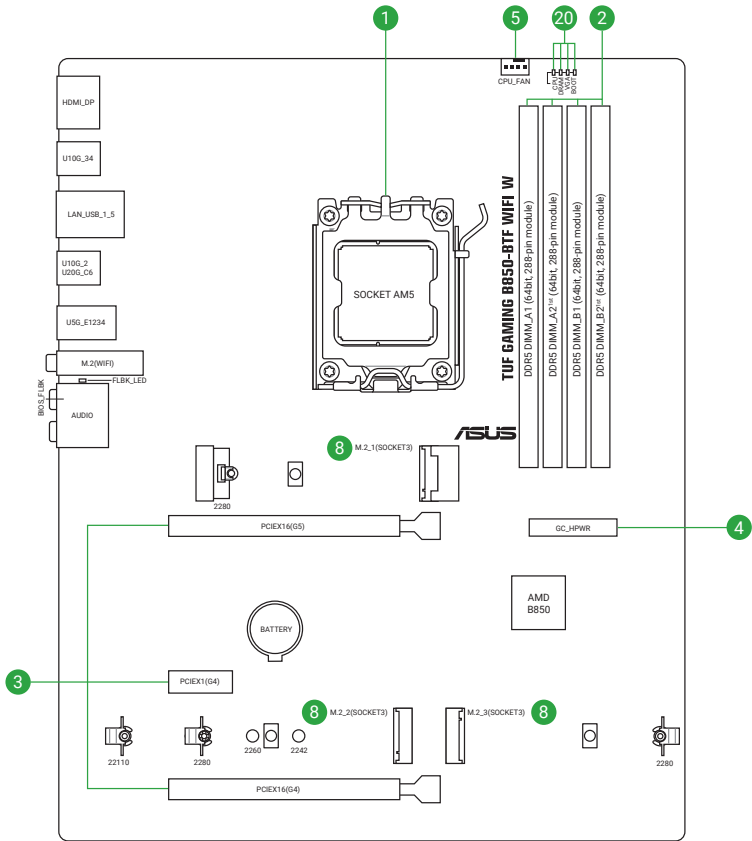 1
5
20
2
CPU_FAN
CPU
DRAM
VGA
BOOT
HDMI_DP
U10G_34
LAN_USB_1_5
U10G_2
U20G_C6
U5G_E1234
M.2(WIFI)
FLBK_LED
BIOS_FLBK
AUDIO
SOCKET AM5
TUF GAMING B850-BTF WIFI W
DDR5 DIMM_A1 (64bit, 288-pin module)
DDR5 DIMM_A2¹ˢᵗ (64bit, 288-pin module)
DDR5 DIMM_B1 (64bit, 288-pin module)
DDR5 DIMM_B2¹ˢᵗ (64bit, 288-pin module)
ASUS
8
M.2_1(SOCKET3)
2280
PCIEX16(G5)
GC_HPWR
4
AMD
B850
BATTERY
3
PCIEX1(G4)
8
M.2_2(SOCKET3)
M.2_3(SOCKET3)
8
22110
2280
2260
2242
2280
PCIEX16(G4)